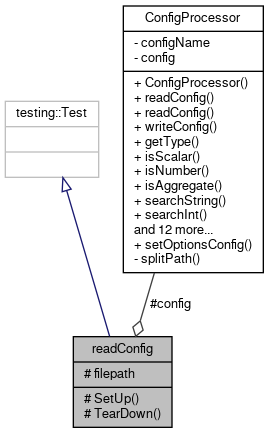 ConfigProcessor
- configName
- config
+ ConfigProcessor()
+ readConfig()
+ readConfig()
+ writeConfig()
+ getType()
+ isScalar()
+ isNumber()
+ isAggregate()
+ searchString()
+ searchInt()
and 12 more...
+ setOptionsConfig()
- splitPath()
testing::Test
#config
readConfig
# filepath
# SetUp()
# TearDown()